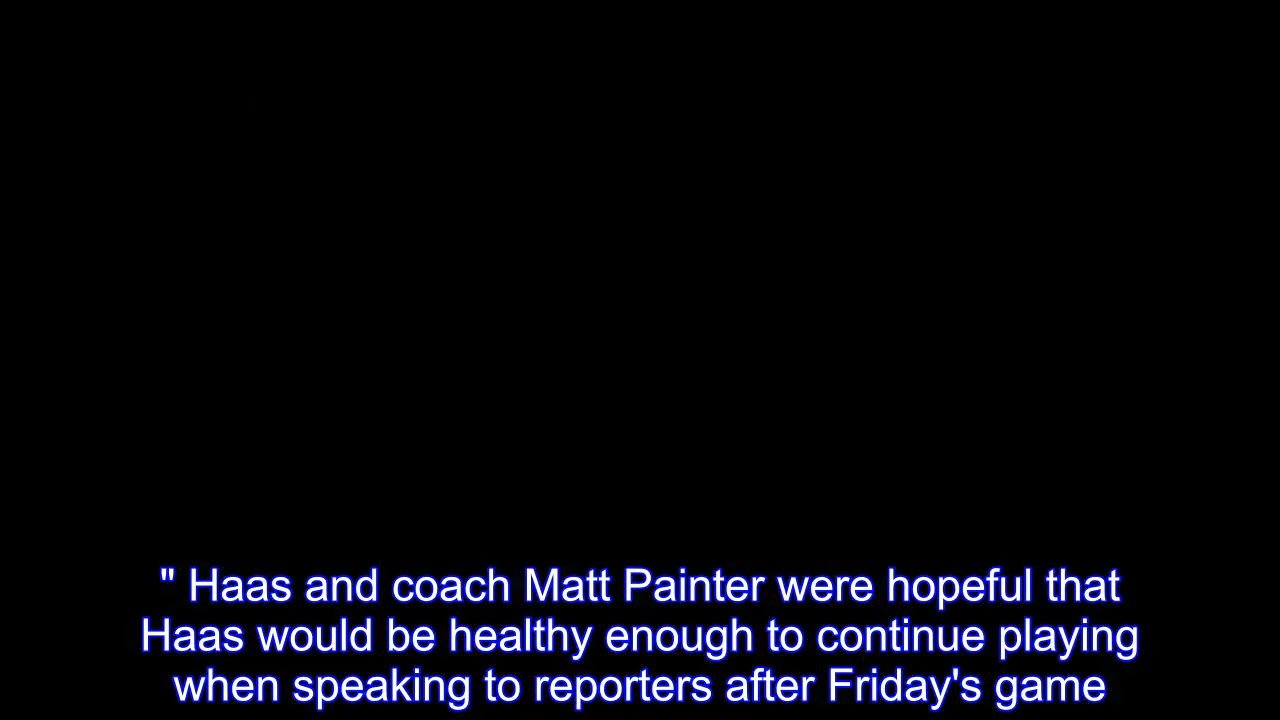 " Haas and coach Matt Painter were hopeful that
Haas would be healthy enough to continue playing
when speaking to reporters after Friday's game